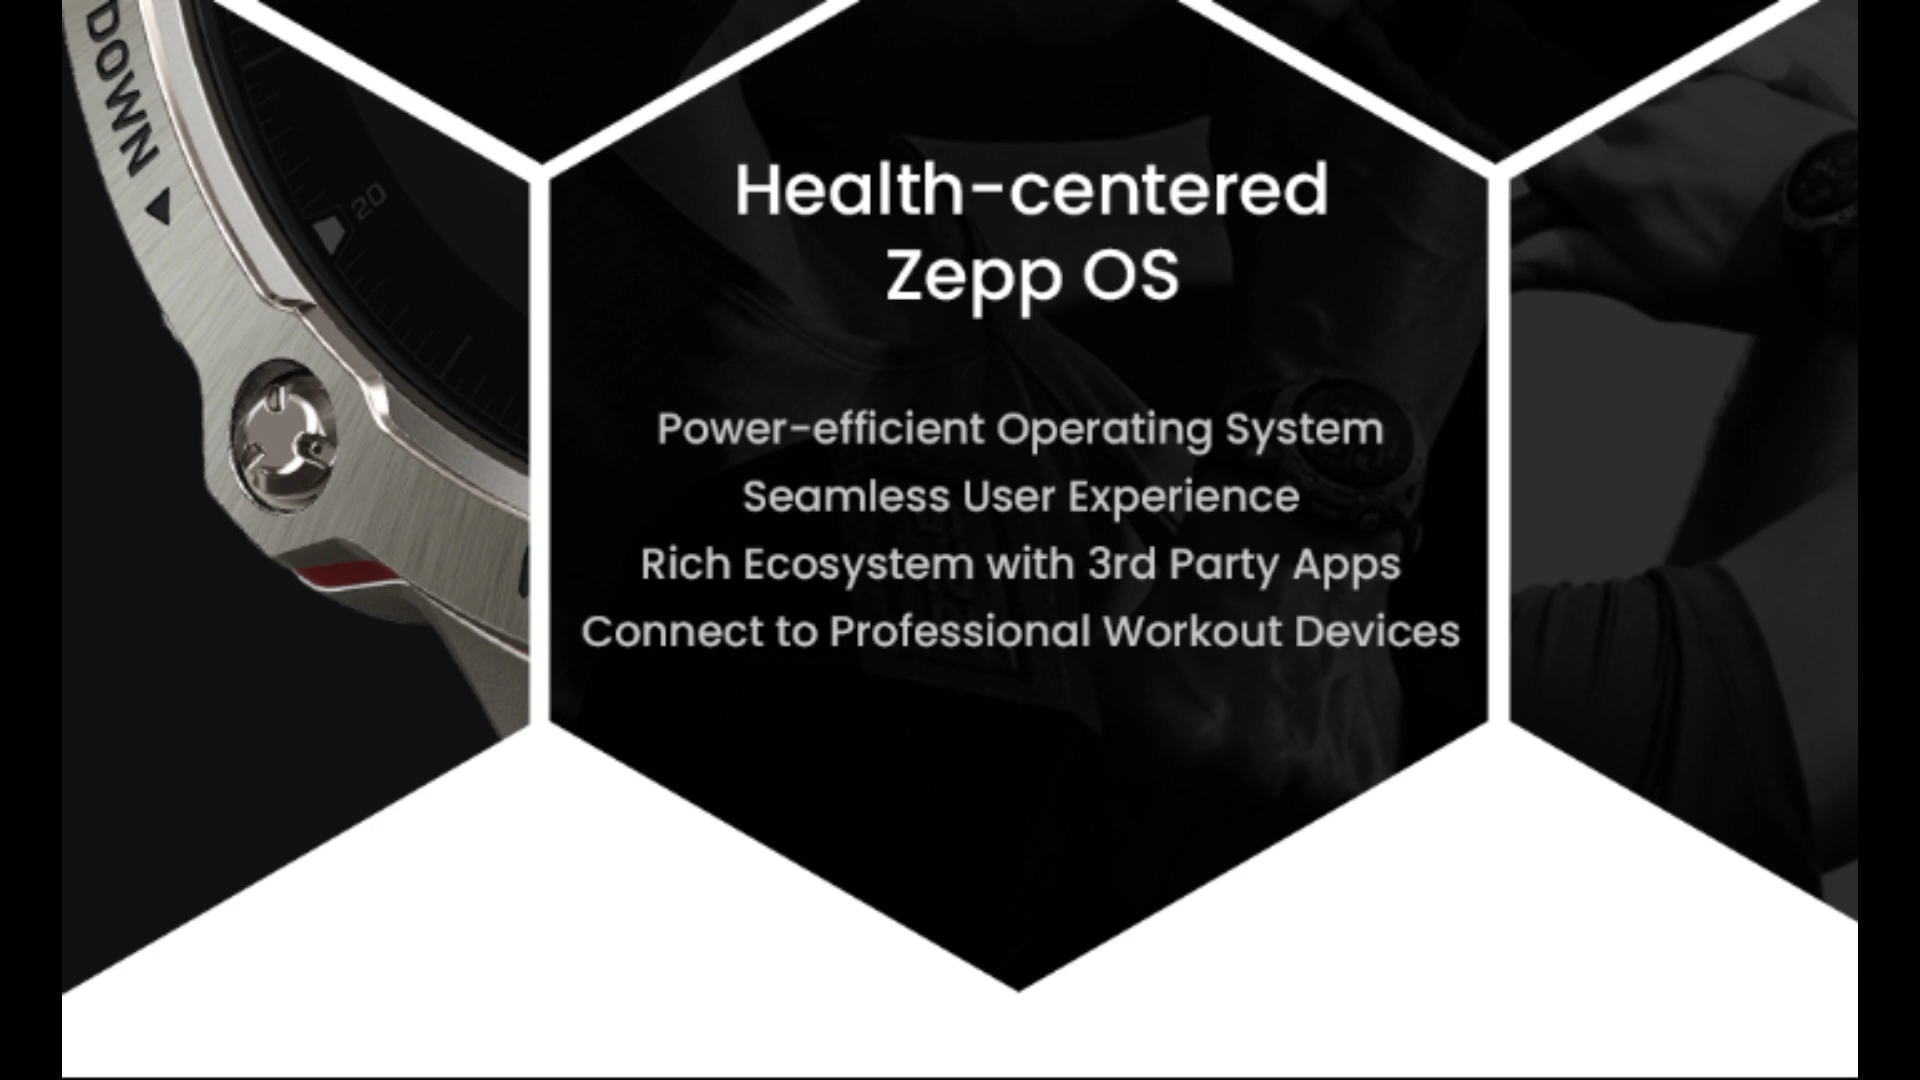 DOWN
20
Health-centered
Zepp OS
Power-efficient Operating System
Seamless User Experience
Rich Ecosystem with 3rd Party Apps
Connect to Professional Workout Devices